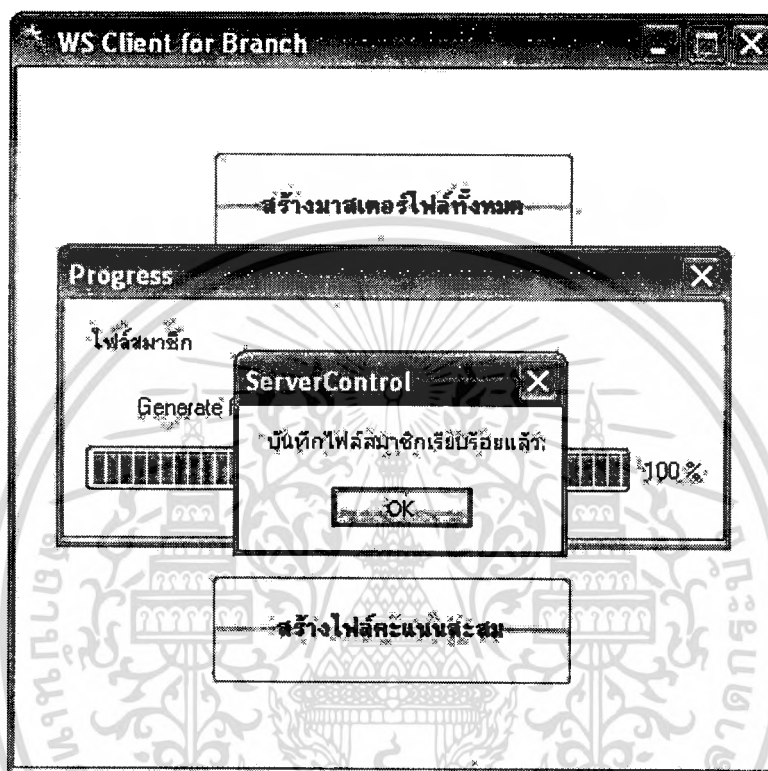 WS Client for Branch
สร้างมาสเตอร์ไฟล์ทั้งหมด
Progress
ไฟล์สมาชิก
ServerControl
Generate
บันทึกไฟล์สมาชิกเรียบร้อยแล้ว
100 %
OK
สร้างไฟล์คะแนนสะสม